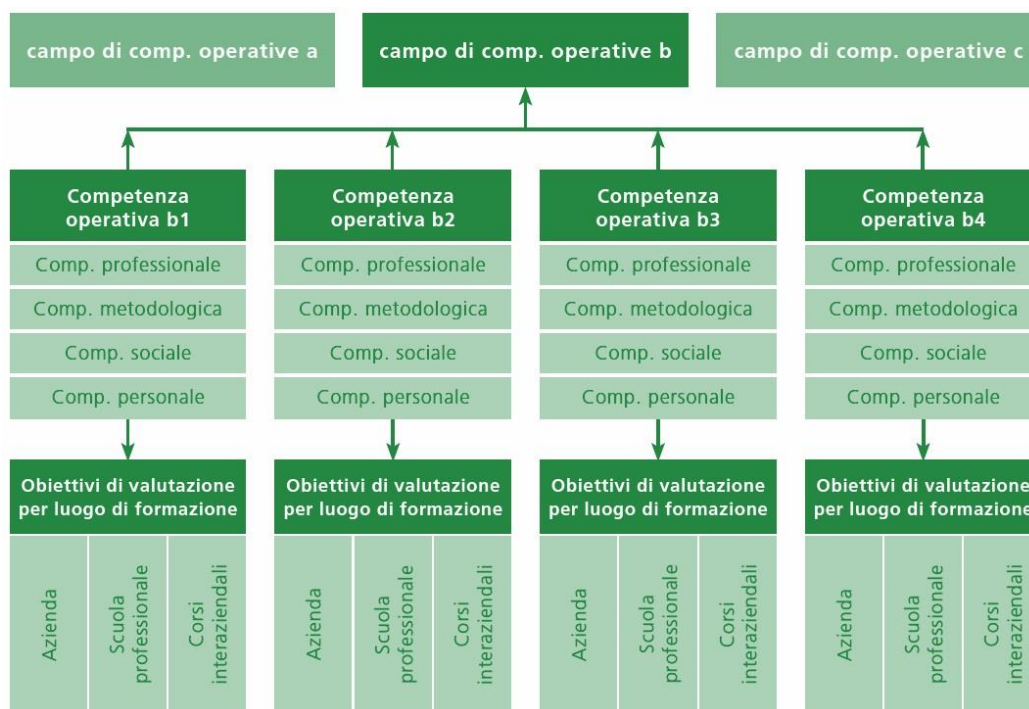 campo di comp. operative a
campo di comp. operative b
campo di comp. operative c
Competenza
operativa b1
Competenza
operativa b2
Competenza
operativa b3
Competenza
operativa b4
Comp. professionale
Comp. professionale
Comp. professionale
Comp. professionale
Comp. metodologica
Comp. metodologica
Comp. metodologica
Comp. metodologica
Comp. sociale
Comp. sociale
Comp. sociale
Comp. sociale
Comp. personale
Comp. personale
Comp. personale
Comp. personale
Obiettivi di valutazione
per luogo di formazione
Obiettivi di valutazione
per luogo di formazione
Obiettivi di valutazione
per luogo di formazione
Obiettivi di valutazione
per luogo di formazione
Azienda
Scuola
professionale
Corsi
interaziendali
Azienda
Scuola
professionale
Corsi
interaziendali
Azienda
Scuola
professionale
Corsi
interaziendali
Azienda
Scuola
professionale
Corsi
interaziendali